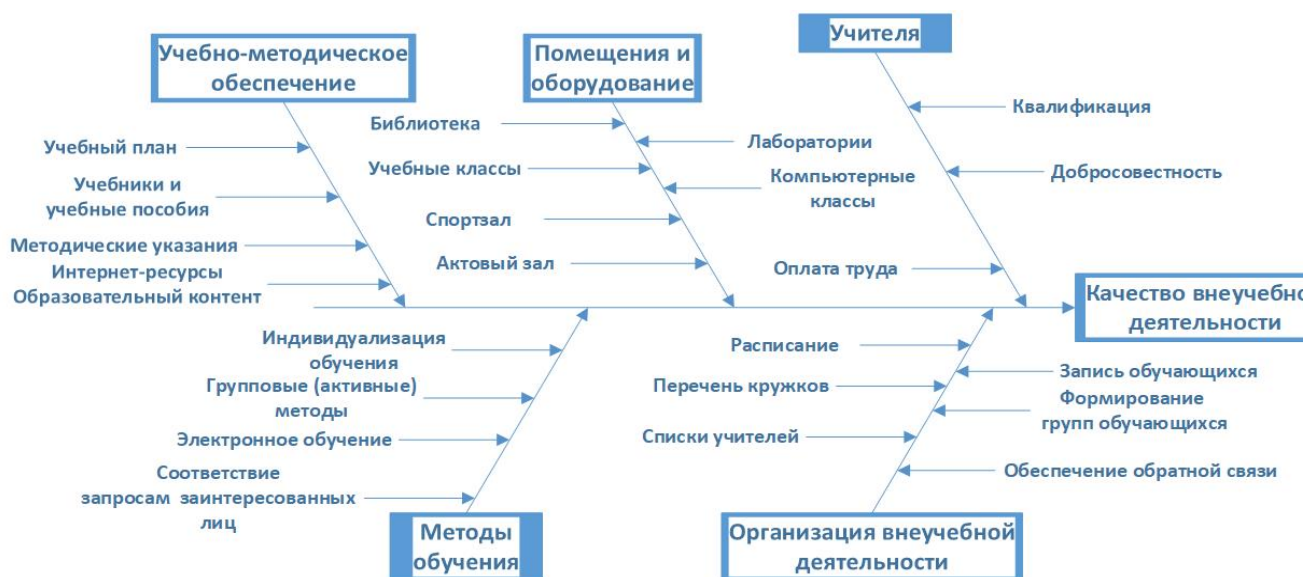 Учебно-методическое
обеспечение
Помещения и
оборудование
Учителя
Учебный план
Учебники и
учебные пособия
Методические указания
Интернет-ресурсы
Образовательный контент
Библиотека
Лаборатории
Учебные классы
Компьютерные
классы
Спортзал
Актовый зал
Квалификация
Добросовестность
Оплата труда
Качество внеучебно
деятельности
Индивидуализация
обучения
Групповые (активные)
методы
Электронное обучение
Соответствие
запросам заинтересованных
лиц
Методы
обучения
Расписание
Запись обучающихся
Перечень кружков
Формирование
групп обучающихся
Списки учителей
Обеспечение обратной связи
Организация внеучебной
деятельности